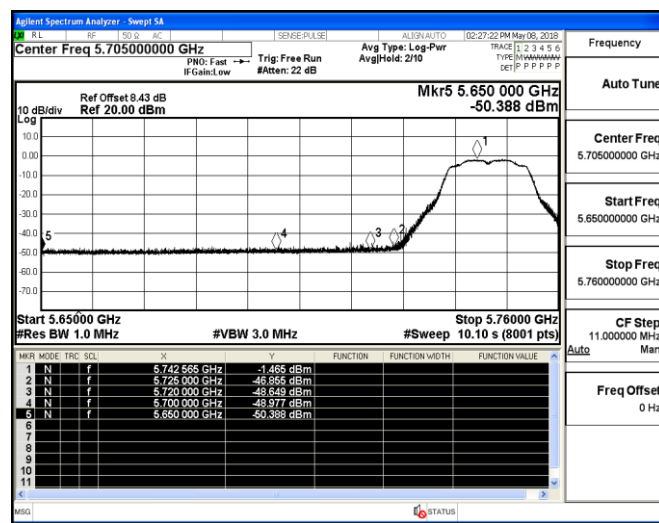 Agilent Spectrum Analyzer - Swept SA
RL RF 50 Ω AC SENSE:PULSE ALIGN AUTO 02:27:22 PM May 08, 2018
Center Freq 5.705000000 GHz
PNO: Fast
IFGain:Low
Trig: Free Run
#Atten: 22 dB
Avg Type: Log-Pwr
Avg|Hold: 2/10
TRACE 1 2 3 4 5 6
TYPE MWWWWW
DET P P P P P P
Ref Offset 8.43 dB
10 dB/div Ref 20.00 dBm
Log
Mkr5 5.650 000 GHz
-50.388 dBm
10.0
0.00
-10.0
-20.0
-30.0
-40.0
-50.0
-60.0
-70.0
1
2
3
4
5
Start 5.65000 GHz Stop 5.76000 GHz
#Res BW 1.0 MHz #VBW 3.0 MHz #Sweep 10.10 s (8001 pts)
MKR MODE TRC SCL X Y FUNCTION FUNCTION WIDTH FUNCTION VALUE
1 N f 5.742 565 GHz -1.465 dBm
2 N f 5.725 000 GHz -46.855 dBm
3 N f 5.720 000 GHz -48.649 dBm
4 N f 5.700 000 GHz -48.977 dBm
5 N f 5.650 000 GHz -50.388 dBm
6
7
8
9
10
11
MSG STATUS
Frequency
Auto Tune
Center Freq
5.705000000 GHz
Start Freq
5.650000000 GHz
Stop Freq
5.760000000 GHz
CF Step
11.000000 MHz
Auto Man
Freq Offset
0 Hz